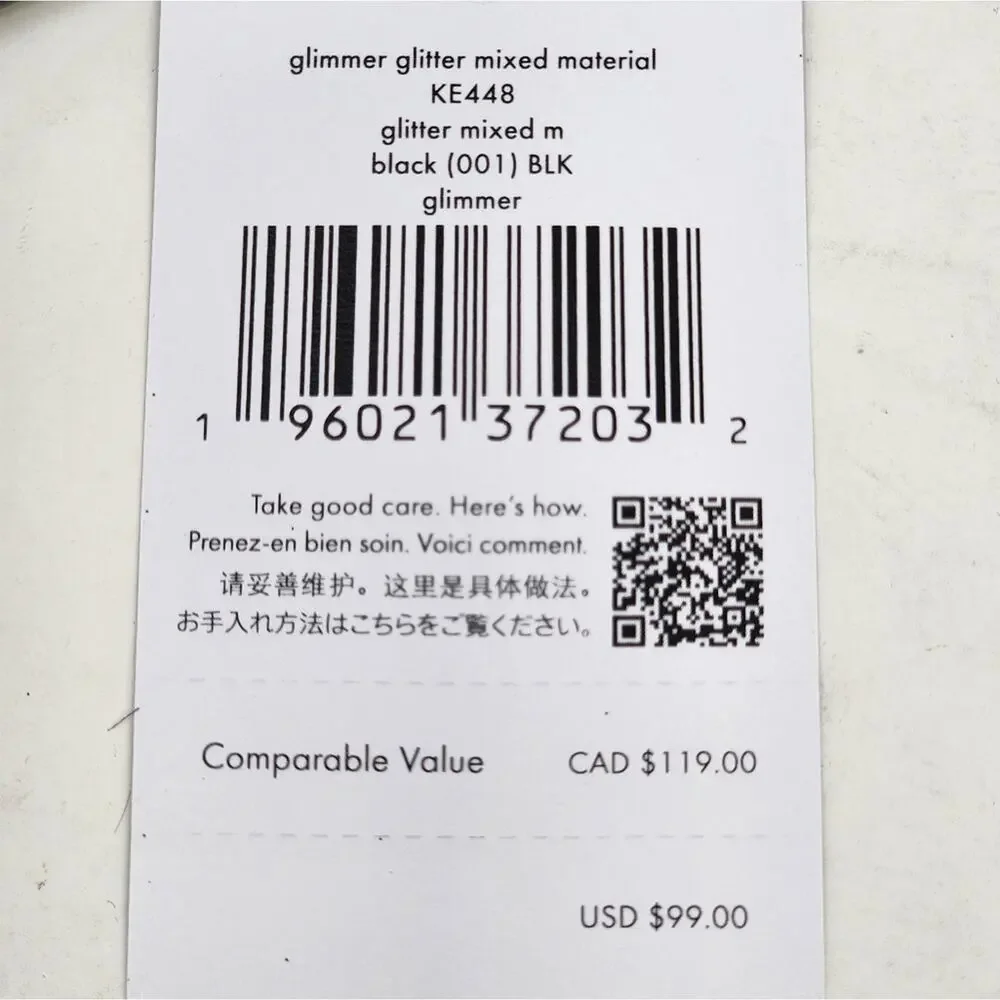 glimmer glitter mixed material
KE448
glitter mixed m
black (001) BLK
glimmer
1 96021 37203 2
Take good care. Here's how.
Prenez-en bien soin. Voici comment.
请妥善维护。这里是具体做法。
お手入れ方法はこちらをご覧ください。
Comparable Value CAD $119.00
USD $99.00